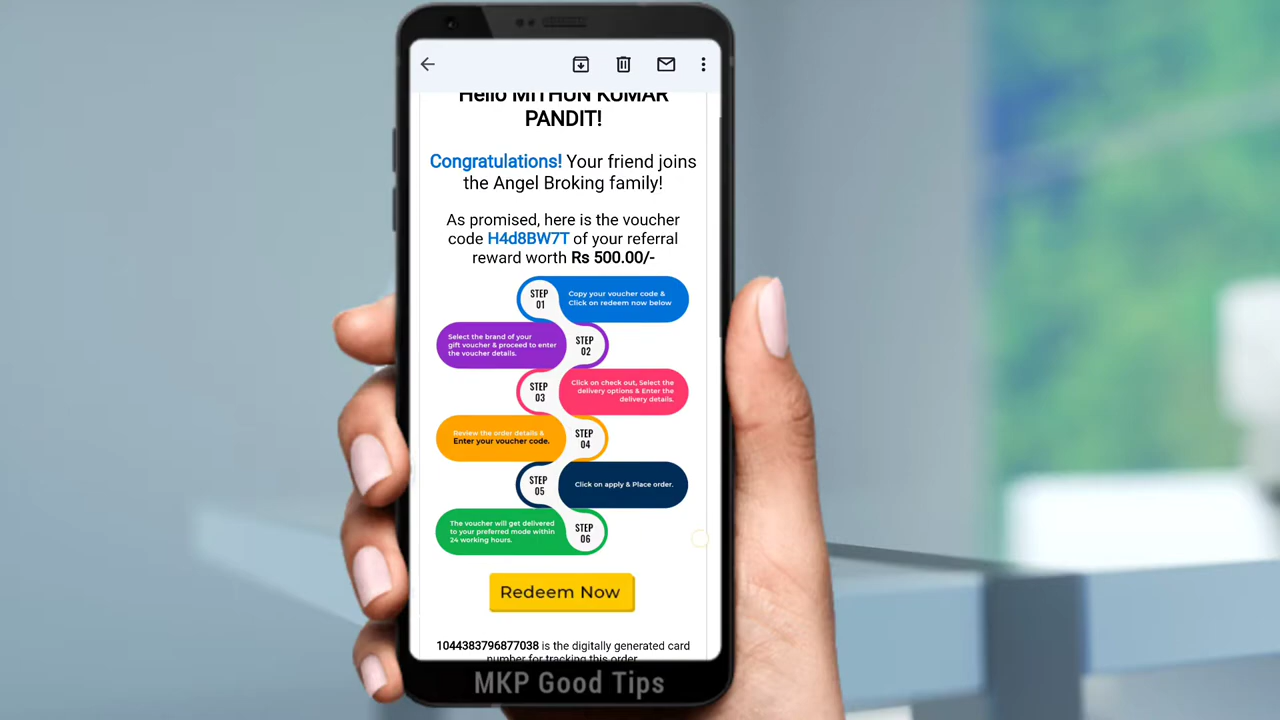 Hello MITHUN KUMAR
PANDIT!
Congratulations! Your friend joins
the Angel Broking family!
As promised, here is the voucher
code H4d8BW7T of your referral
reward worth Rs 500.00/-
STEP
01
Copy your voucher code &
Click on redeem now below
Select the brand of your
gift voucher & proceed to enter
the voucher details.
STEP
02
STEP
03
Click on check out, Select the
delivery options & Enter the
delivery details.
Review the order details &
Enter your voucher code.
STEP
04
STEP
05
Click on apply & Place order.
The voucher will get delivered
to your preferred mode within
24 working hours.
STEP
06
Redeem Now
1044383796877038 is the digitally generated card
number for tracking this order
MKP Good Tips